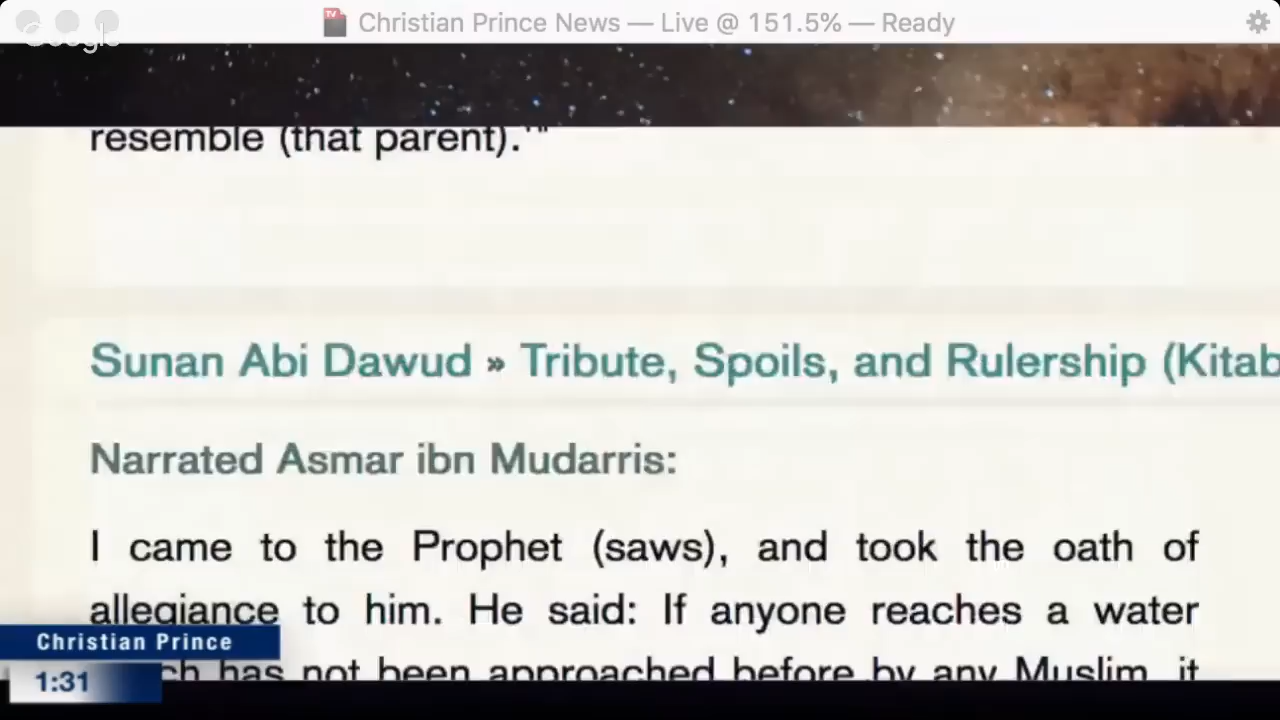 Christian Prince News — Live @ 151.5% — Ready
Google
resemble (that parent).'"
Sunan Abi Dawud » Tribute, Spoils, and Rulership (Kitab
Narrated Asmar ibn Mudarris:
I came to the Prophet (saws), and took the oath of
allegiance to him. He said: If anyone reaches a water
has not been approached before by any Muslim, it
Christian Prince
1:31